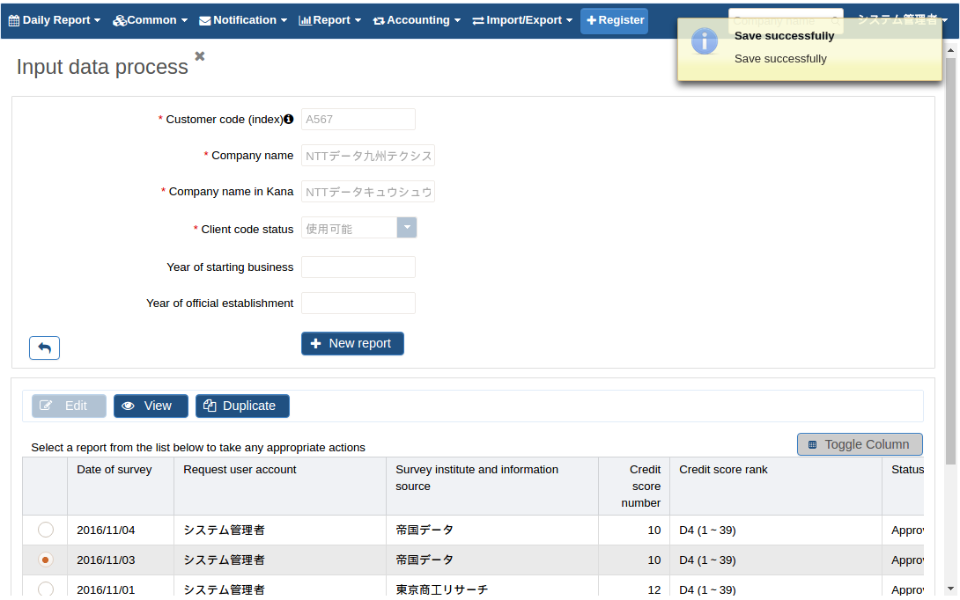 Daily Report Common Notification Report Accounting Import/Export Register システム管理者
Save successfully
Save successfully
Input data process
* Customer code (index) A567
* Company name NTTデータ九州テクシス
* Company name in Kana NTTデータキュウシュウ
* Client code status 使用可能
Year of starting business
Year of official establishment
New report
Edit View Duplicate
Select a report from the list below to take any appropriate actions
Toggle Column
Date of survey Request user account Survey institute and information source Credit score number Credit score rank Status
2016/11/04 システム管理者 帝国データ 10 D4 (1 ~ 39) Approv
2016/11/03 システム管理者 帝国データ 10 D4 (1 ~ 39) Approv
2016/11/01 システム管理者 東京商工リサーチ 12 D4 (1 ~ 39) Approv